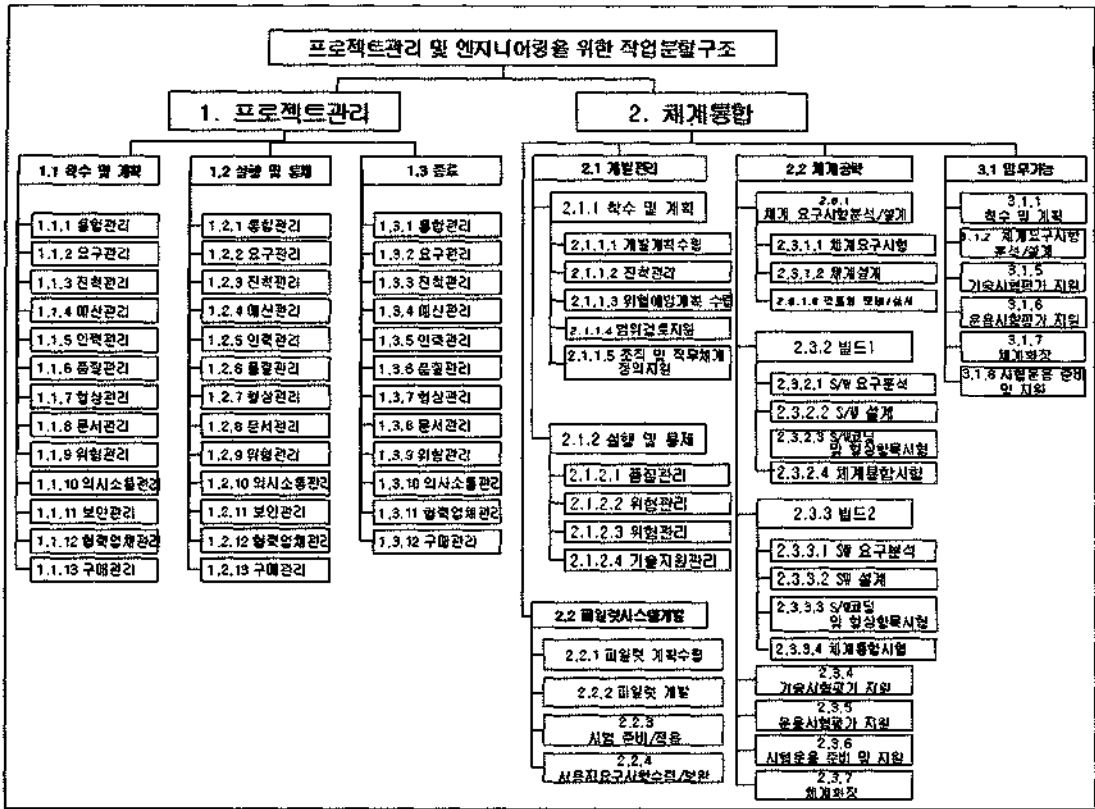 프로젝트관리 및 엔지니어링을 위한 작업분할구조
1. 프로젝트관리
2. 체계통합
1.1 착수 및 계획
1.1.1 통합관리
1.1.2 요구관리
1.1.3 진척관리
1.1.4 예산관리
1.1.5 인력관리
1.1.6 품질관리
1.1.7 형상관리
1.1.8 문서관리
1.1.9 위험관리
1.1.10 의사소통관리
1.1.11 보안관리
1.1.12 협력업체관리
1.1.13 구매관리
1.2 실행 및 통제
1.2.1 통합관리
1.2.2 요구관리
1.2.3 진척관리
1.2.4 예산관리
1.2.5 인력관리
1.2.6 품질관리
1.2.7 형상관리
1.2.8 문서관리
1.2.9 위험관리
1.2.10 의사소통관리
1.2.11 보안관리
1.2.12 협력업체관리
1.2.13 구매관리
1.3 종료
1.3.1 통합관리
1.3.2 요구관리
1.3.3 진척관리
1.3.4 예산관리
1.3.5 인력관리
1.3.6 품질관리
1.3.7 형상관리
1.3.8 문서관리
1.3.9 위험관리
1.3.10 의사소통관리
1.3.11 협력업체관리
1.3.12 구매관리
2.1 개발관리
2.1.1 착수 및 계획
2.1.1.1 개발계획수립
2.1.1.2 진척관리
2.1.1.3 위험예방계획 수립
2.1.1.4 범위검토지원
2.1.1.5 조직 및 직무체계
정의지원
2.1.2 실행 및 통제
2.1.2.1 품질관리
2.1.2.2 위험관리
2.1.2.3 위험관리
2.1.2.4 기술지원관리
2.2 파일럿시스템개발
2.2.1 파일럿 계획수립
2.2.2 파일럿 개발
2.2.3
시험 준비/적용
2.2.4
사용자요구사항수렴/보완
2.2 체계공학
체계 요구사항분석/설계
2.3.1.1 체계요구사항
2.3.1.2 체계설계
2.3.2 빌드1
2.3.2.1 S/W 요구분석
2.3.2.2 S/W 설계
2.3.2.3 S/W코딩
및 형상항목시험
2.3.2.4 체계통합시험
2.3.3 빌드2
2.3.3.1 SW 요구분석
2.3.3.2 SW 설계
2.3.3.3 S/W코딩
및 형상항목시험
2.3.3.4 체계통합시험
2.3.4
기술시험평가 지원
2.3.5
운용시험평가 지원
2.3.6
시험운용 준비 및 지원
2.3.7
체계확장
3.1 임무기능
3.1.1
착수 및 계획
3.1.2 체계요구사항
분석/설계
3.1.5
기술시험평가 지원
3.1.6
운용시험평가 지원
3.1.7
체계확장
3.1.8 시험운용 준비
및 지원